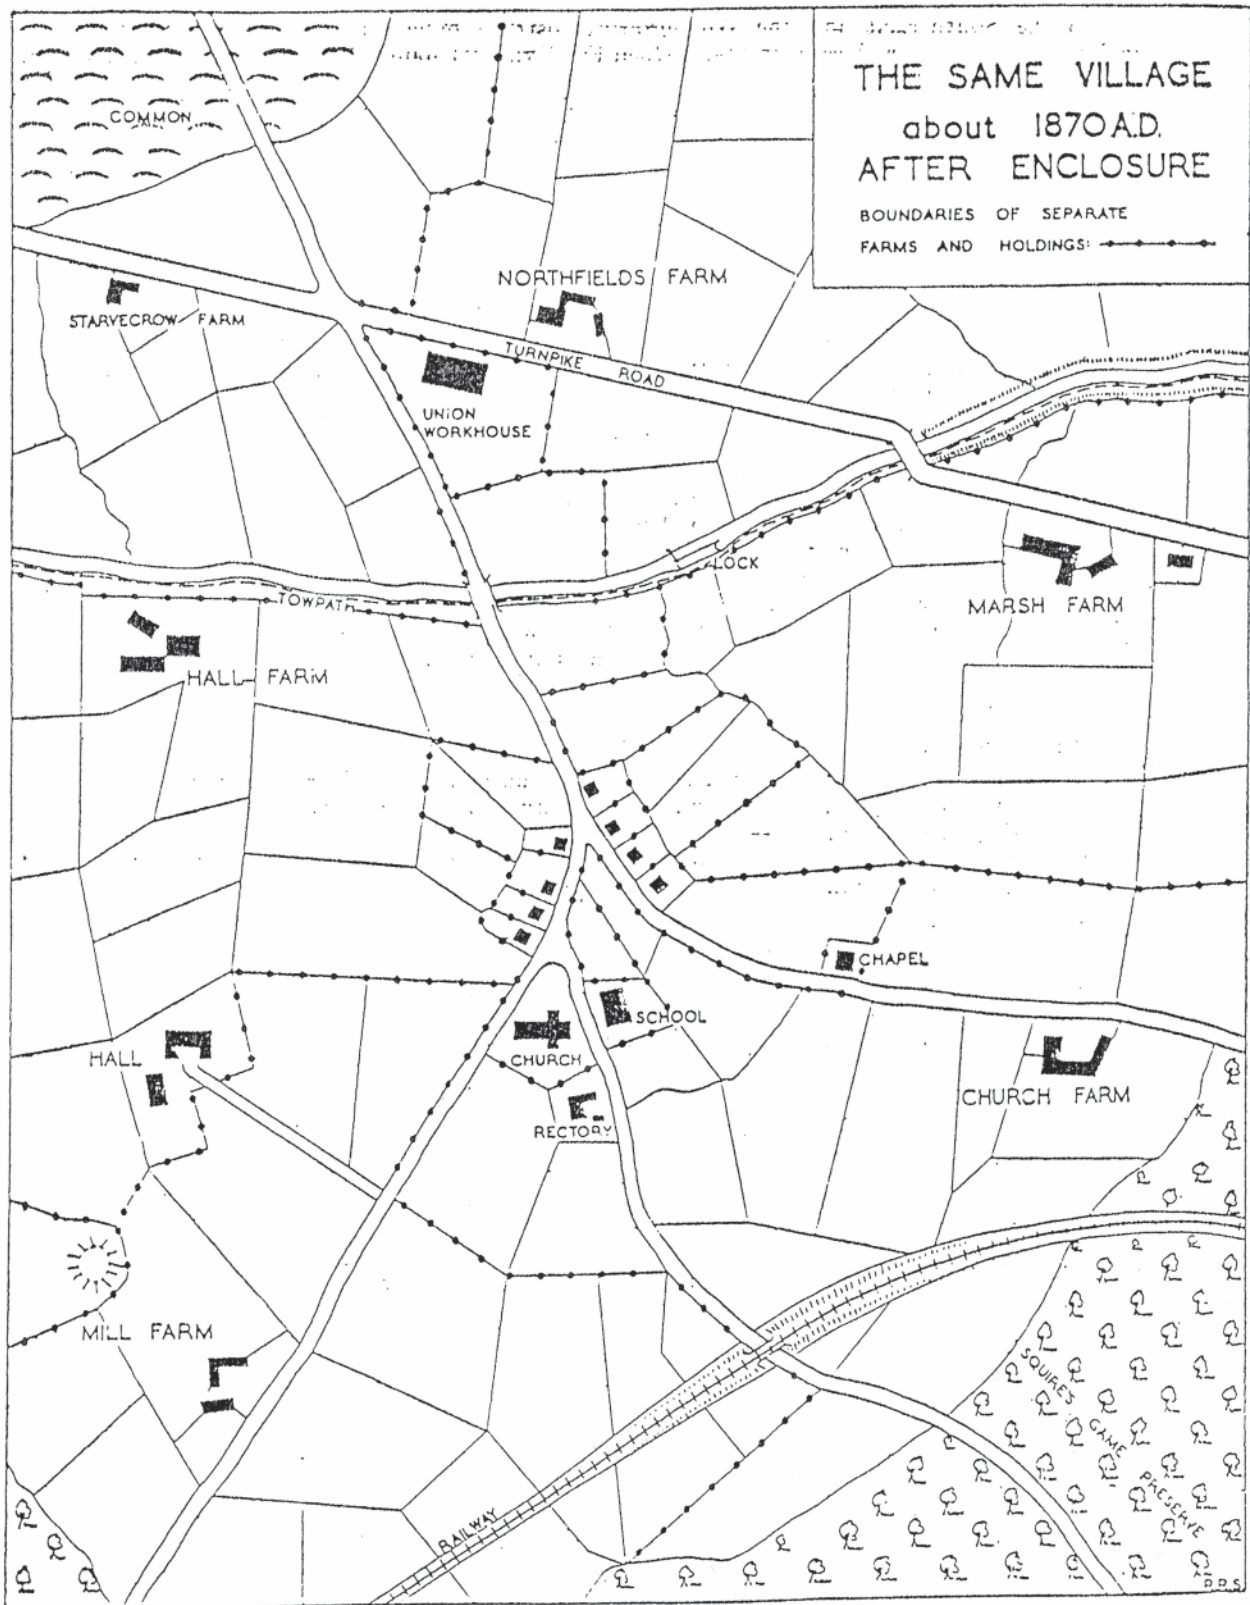 THE SAME VILLAGE
about 1870 A.D.
AFTER ENCLOSURE
BOUNDARIES OF SEPARATE
FARMS AND HOLDINGS:
COMMON
NORTHFIELDS FARM
STARVECROW FARM
TURNPIKE ROAD
UNION
WORKHOUSE
LOCK
TOWPATH
MARSH FARM
HALL FARM
CHAPEL
SCHOOL
CHURCH
HALL
CHURCH FARM
RECTORY
MILL FARM
SQUIRE'S GAME PRESERVE
RAILWAY